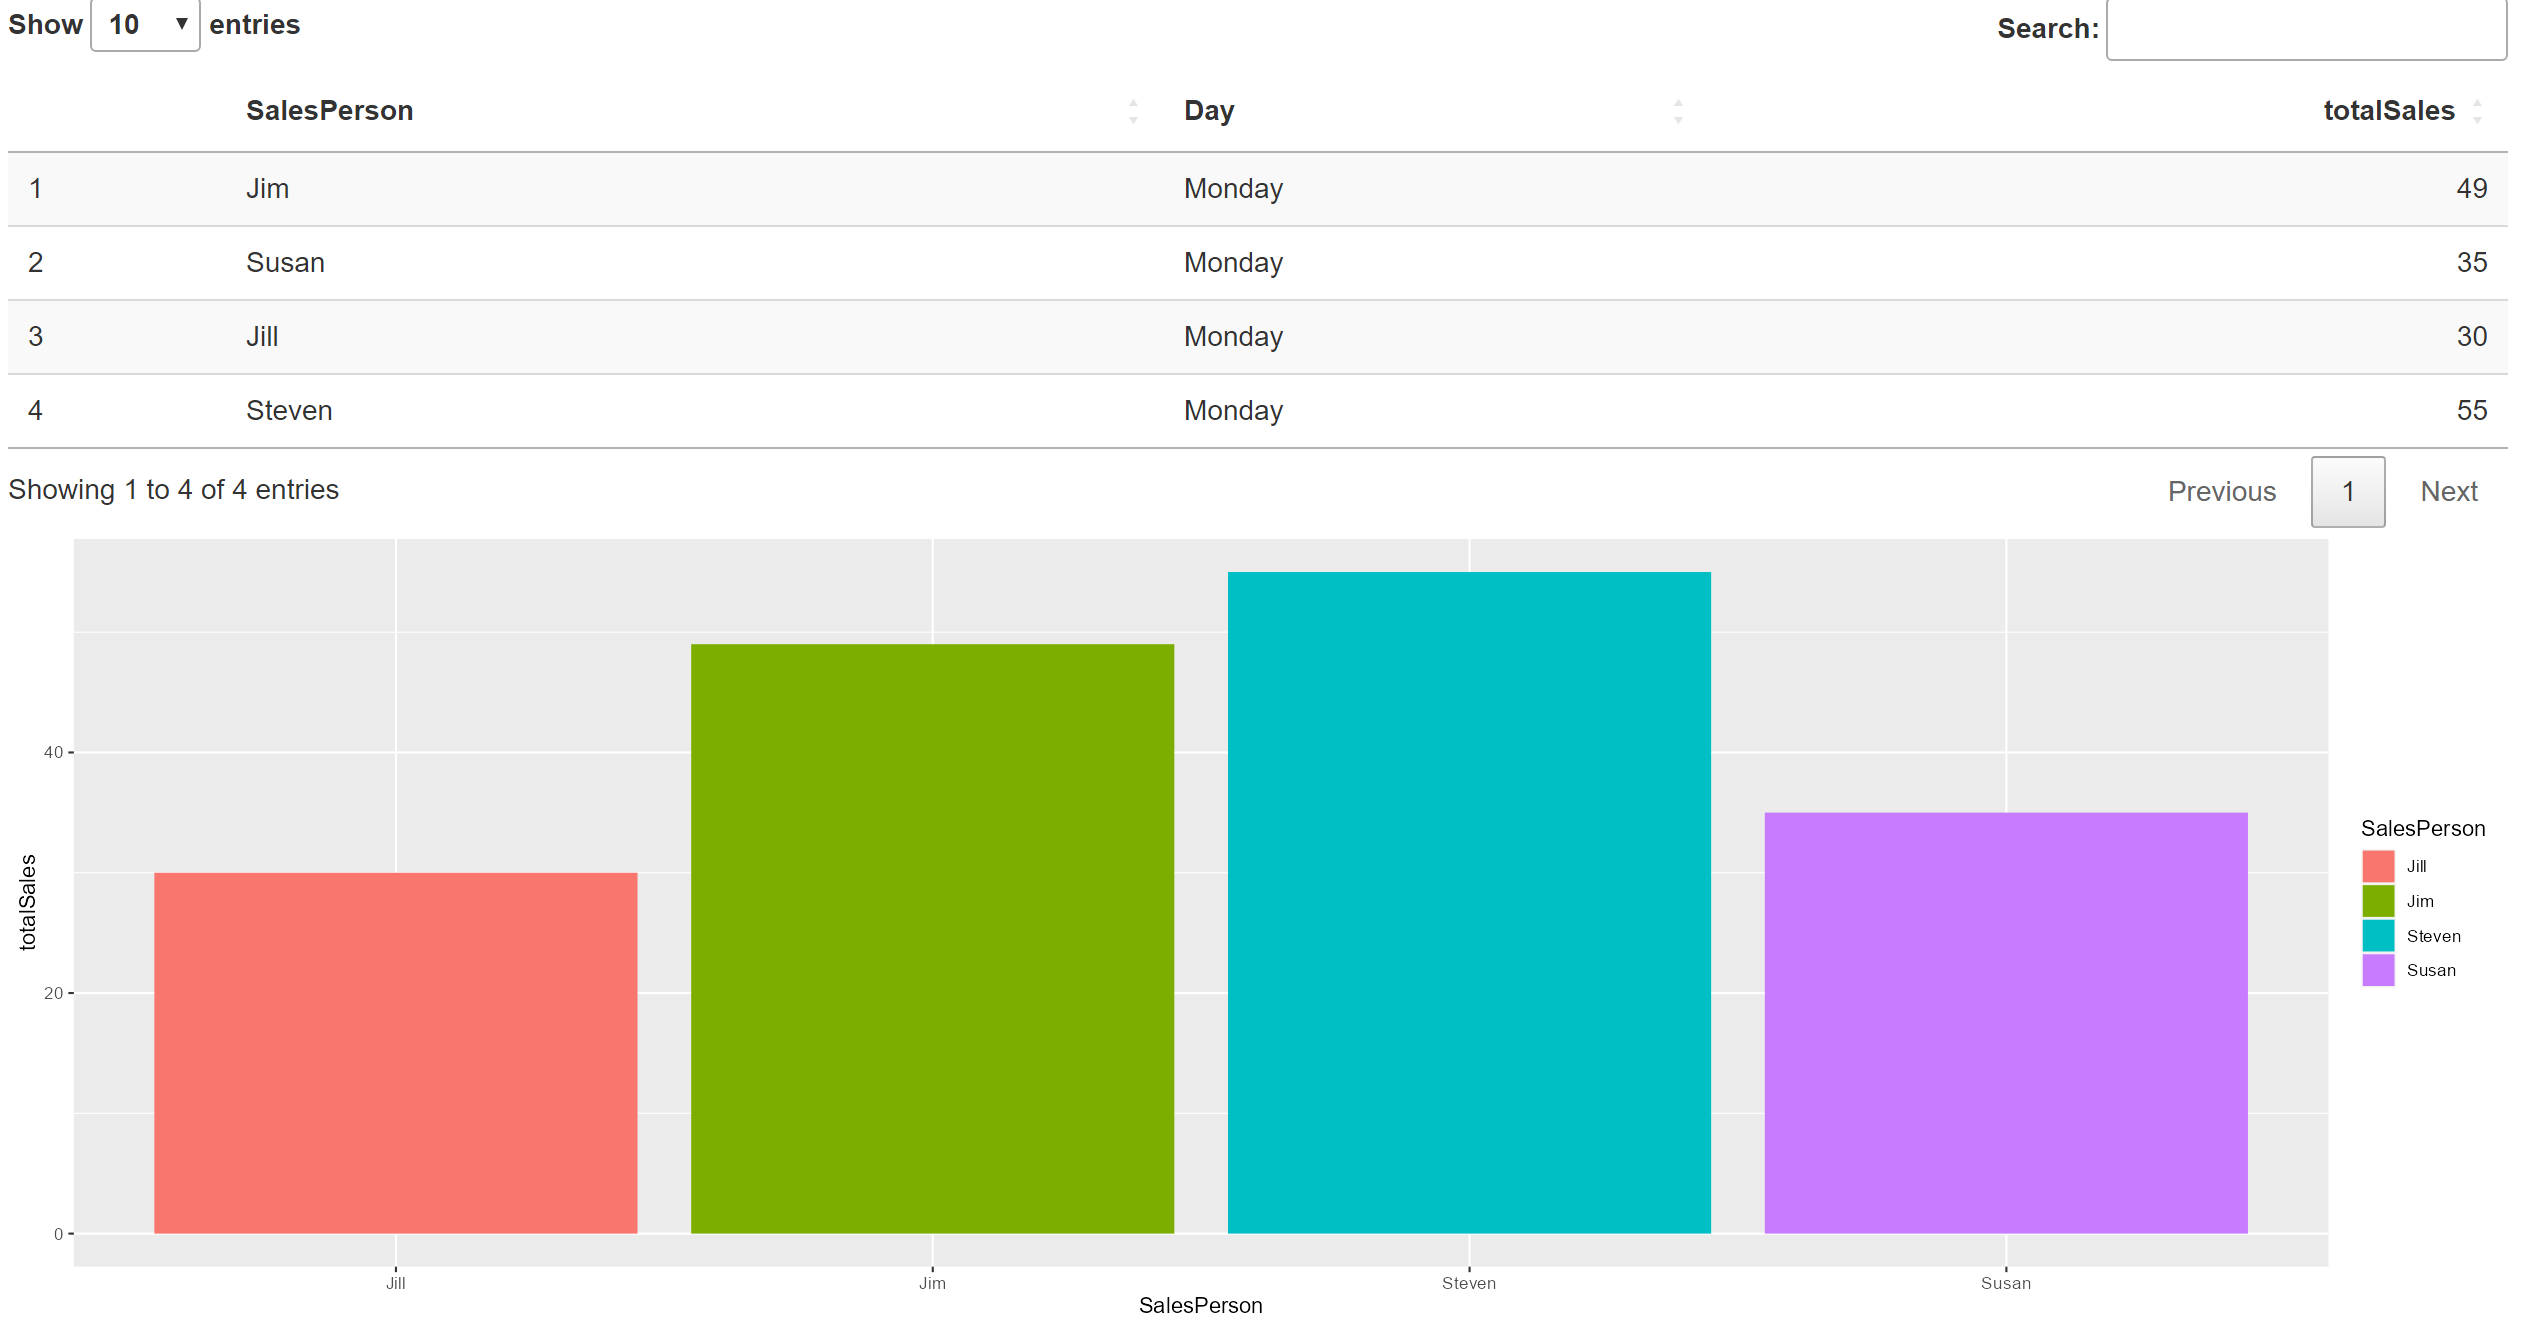 Show 10 entries Search:
SalesPerson Day totalSales
1 Jim Monday 49
2 Susan Monday 35
3 Jill Monday 30
4 Steven Monday 55
Showing 1 to 4 of 4 entries Previous 1 Next
40
20
0
totalSales
Jill Jim Steven Susan
SalesPerson
SalesPerson
Jill
Jim
Steven
Susan